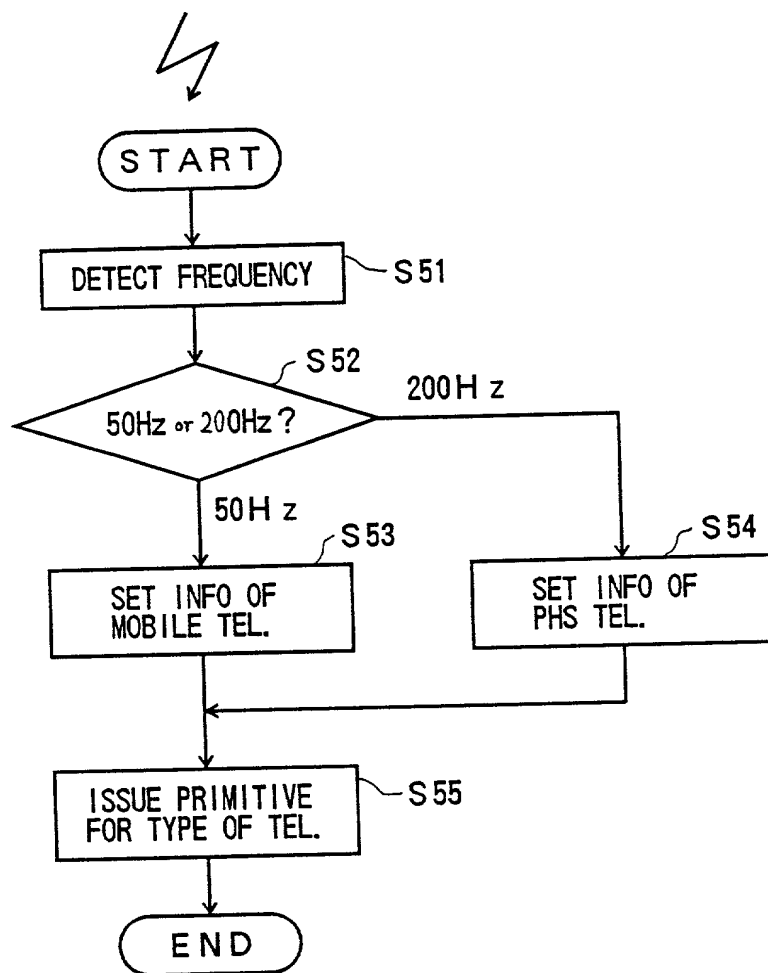 START
DETECT FREQUENCY
S51
S52
50Hz or 200Hz?
200Hz
50Hz
S53
SET INFO OF
MOBILE TEL.
S54
SET INFO OF
PHS TEL.
ISSUE PRIMITIVE
FOR TYPE OF TEL.
S55
END